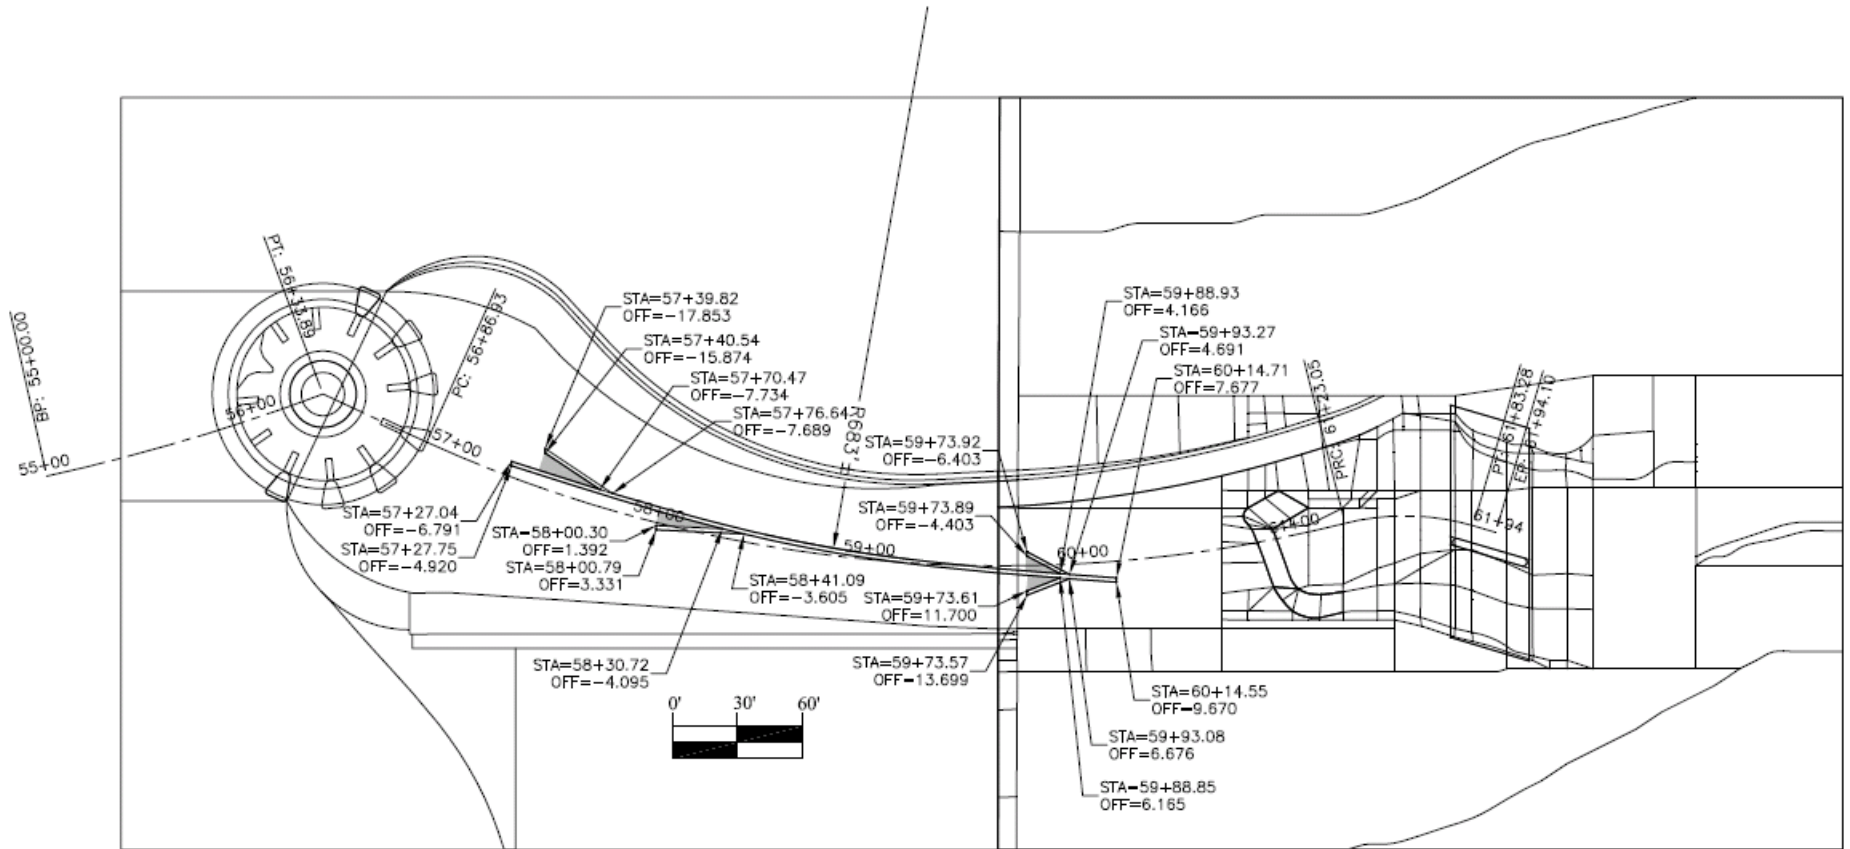 PT: 56+33.89
PC: 56+86.93
BP: 55+00.00
55+00
56+00
57+00
STA=57+39.82
OFF=-17.853
STA=57+40.54
OFF=-15.874
STA=57+70.47
OFF=-7.734
STA=57+76.64
OFF=-7.689
STA=59+88.93
OFF=4.166
STA-59+93.27
OFF=4.691
STA=60+14.71
OFF=7.677
R683'
STA=59+73.92
OFF=-6.403
STA=59+73.89
OFF=-4.403
PRC: 61+23.05
PT: 61+83.28
EP: 61+94.10
STA=57+27.04
OFF=-6.791
STA=57+27.75
OFF=-4.920
58+00
STA-58+00.30
OFF=1.392
STA=58+00.79
OFF=3.331
59+00
60+00
61+00
61+94
STA=58+41.09
OFF=-3.605
STA=59+73.61
OFF=11.700
STA=58+30.72
OFF=-4.095
STA=59+73.57
OFF-13.699
STA=60+14.55
OFF-9.670
0' 30' 60'
STA=59+93.08
OFF=6.676
STA-59+88.85
OFF=6.165